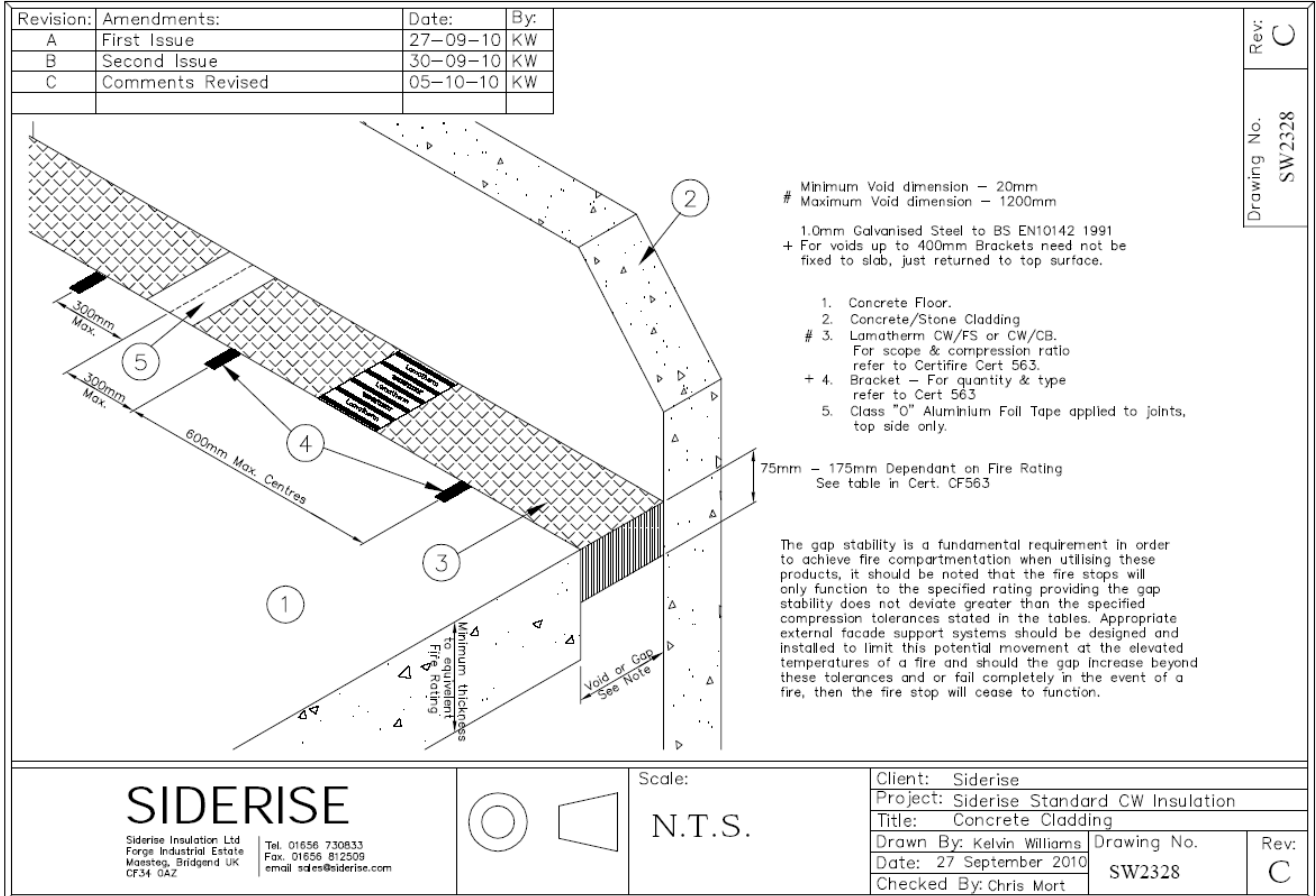 Revision: Amendments: Date: By:
A First Issue 27-09-10 KW
B Second Issue 30-09-10 KW
C Comments Revised 05-10-10 KW
Rev:
C
Drawing No.
SW2328
# Minimum Void dimension - 20mm
Maximum Void dimension - 1200mm
1.0mm Galvanised Steel to BS EN10142 1991
+ For voids up to 400mm Brackets need not be
fixed to slab, just returned to top surface.
1. Concrete Floor.
2. Concrete/Stone Cladding
# 3. Lamatherm CW/FS or CW/CB.
For scope & compression ratio
refer to Certifire Cert 563.
+ 4. Bracket - For quantity & type
refer to Cert 563
5. Class "O" Aluminium Foil Tape applied to joints,
top side only.
75mm - 175mm Dependant on Fire Rating
See table in Cert. CF563
The gap stability is a fundamental requirement in order
to achieve fire compartmentation when utilising these
products, it should be noted that the fire stops will
only function to the specified rating providing the gap
stability does not deviate greater than the specified
compression tolerances stated in the tables. Appropriate
external facade support systems should be designed and
installed to limit this potential movement at the elevated
temperatures of a fire and should the gap increase beyond
these tolerances and or fail completely in the event of a
fire, then the fire stop will cease to function.
2
300mm
Max.
5
300mm
Max.
4
600mm Max. Centres
Lamatherm
Lamatherm
Lamatherm
3
1
Minimum thickness
to equivelent
Fire Rating
Void or Gap
See Note
SIDERISE
Siderise Insulation Ltd
Forge Industrial Estate
Maesteg, Bridgend UK
CF34 0AZ
Tel. 01656 730833
Fax. 01656 812509
email sales@siderise.com
Scale:
N.T.S.
Client: Siderise
Project: Siderise Standard CW Insulation
Title: Concrete Cladding
Drawn By: Kelvin Williams
Date: 27 September 2010
Checked By: Chris Mort
Drawing No.
SW2328
Rev:
C